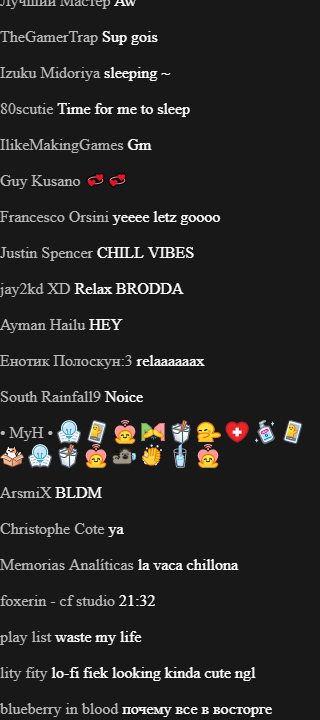 Лучший Мастер Aw
TheGamerTrap Sup gois
Izuku Midoriya sleeping ~
80scutie Time for me to sleep
IlikeMakingGames Gm
Guy Kusano
Francesco Orsini yeeee letz goooo
Justin Spencer CHILL VIBES
jay2kd XD Relax BRODDA
Ayman Hailu HEY
Енотик Полоскун:3 relaaaaaax
South Rainfall9 Noice
• MyH •
ArsmiX BLDM
Christophe Cote ya
Memorias Analíticas la vaca chillona
foxerin - cf studio 21:32
play list waste my life
lity fity lo-fi fiek looking kinda cute ngl
blueberry in blood почему все в восторге